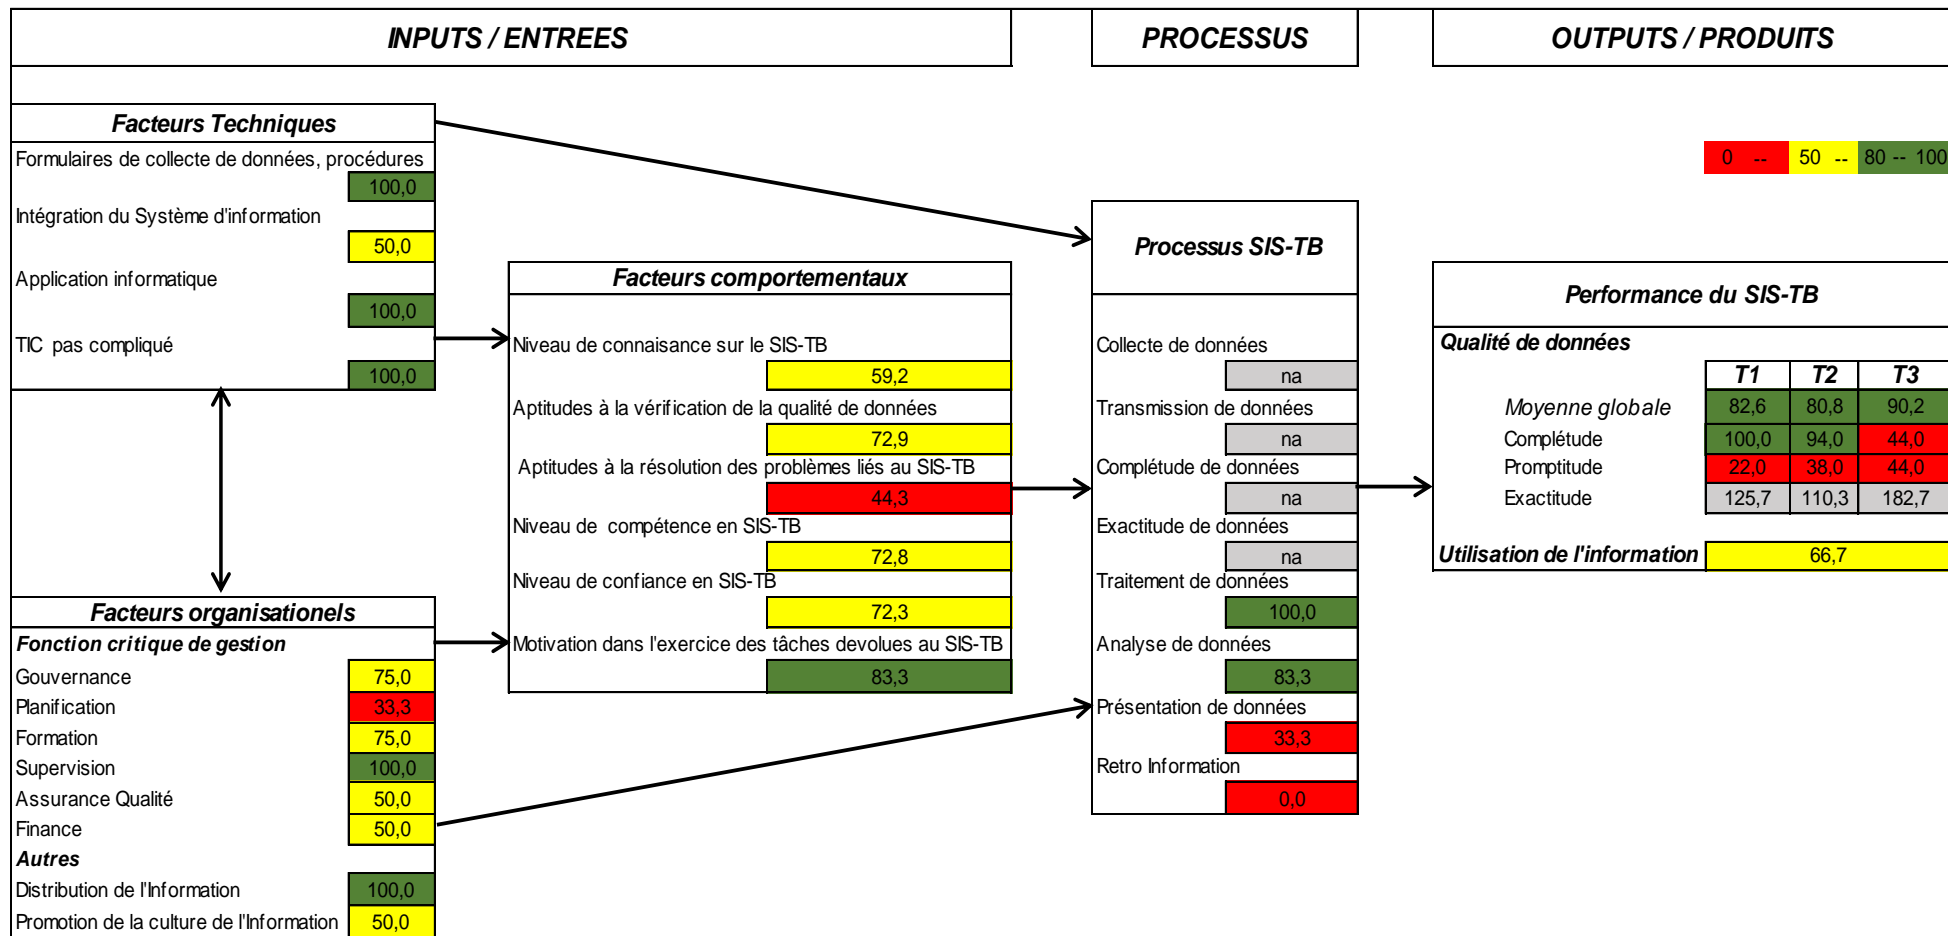 INPUTS / ENTREES
PROCESSUS
OUTPUTS / PRODUITS
Facteurs Techniques
Formulaires de collecte de données, procédures
100,0
Intégration du Système d'information
50,0
Application informatique
100,0
TIC pas compliqué
100,0
Facteurs organisationels
Fonction critique de gestion
Gouvernance 75,0
Planification 33,3
Formation 75,0
Supervision 100,0
Assurance Qualité 50,0
Finance 50,0
Autres
Distribution de l'Information 100,0
Promotion de la culture de l'Information 50,0
Facteurs comportementaux
Niveau de connaisance sur le SIS-TB
59,2
Aptitudes à la vérification de la qualité de données
72,9
Aptitudes à la résolution des problèmes liés au SIS-TB
44,3
Niveau de compétence en SIS-TB
72,8
Niveau de confiance en SIS-TB
72,3
Motivation dans l'exercice des tâches devolues au SIS-TB
83,3
Processus SIS-TB
Collecte de données
na
Transmission de données
na
Complétude de données
na
Exactitude de données
na
Traitement de données
100,0
Analyse de données
83,3
Présentation de données
33,3
Retro Information
0,0
0 -- 50 -- 80 -- 100
Performance du SIS-TB
Qualité de données
T1 T2 T3
Moyenne globale 82,6 80,8 90,2
Complétude 100,0 94,0 44,0
Promptitude 22,0 38,0 44,0
Exactitude 125,7 110,3 182,7
Utilisation de l'information 66,7